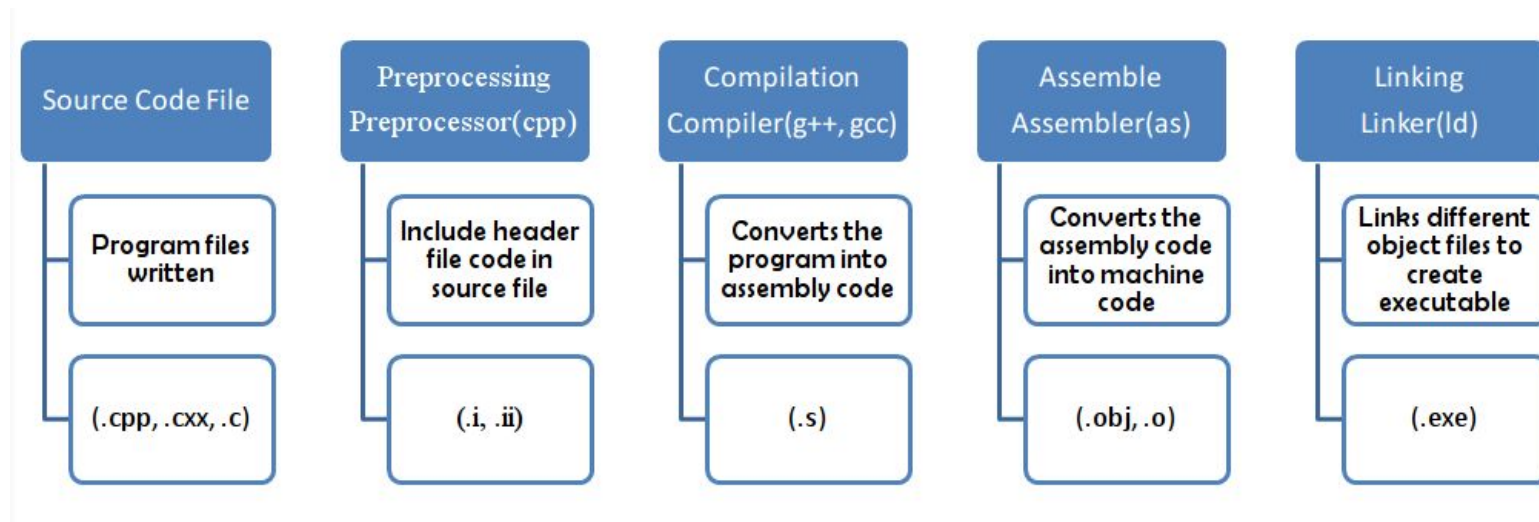 Source Code File
Preprocessing
Preprocessor(cpp)
Compilation
Compiler(g++, gcc)
Assemble
Assembler(as)
Linking
Linker(ld)
Program files
written
Include header
file code in
source file
Converts the
program into
assembly code
Converts the
assembly code
into machine
code
Links different
object files to
create
executable
(.cpp, .cxx, .c)
(.i, .ii)
(.s)
(.obj, .o)
(.exe)